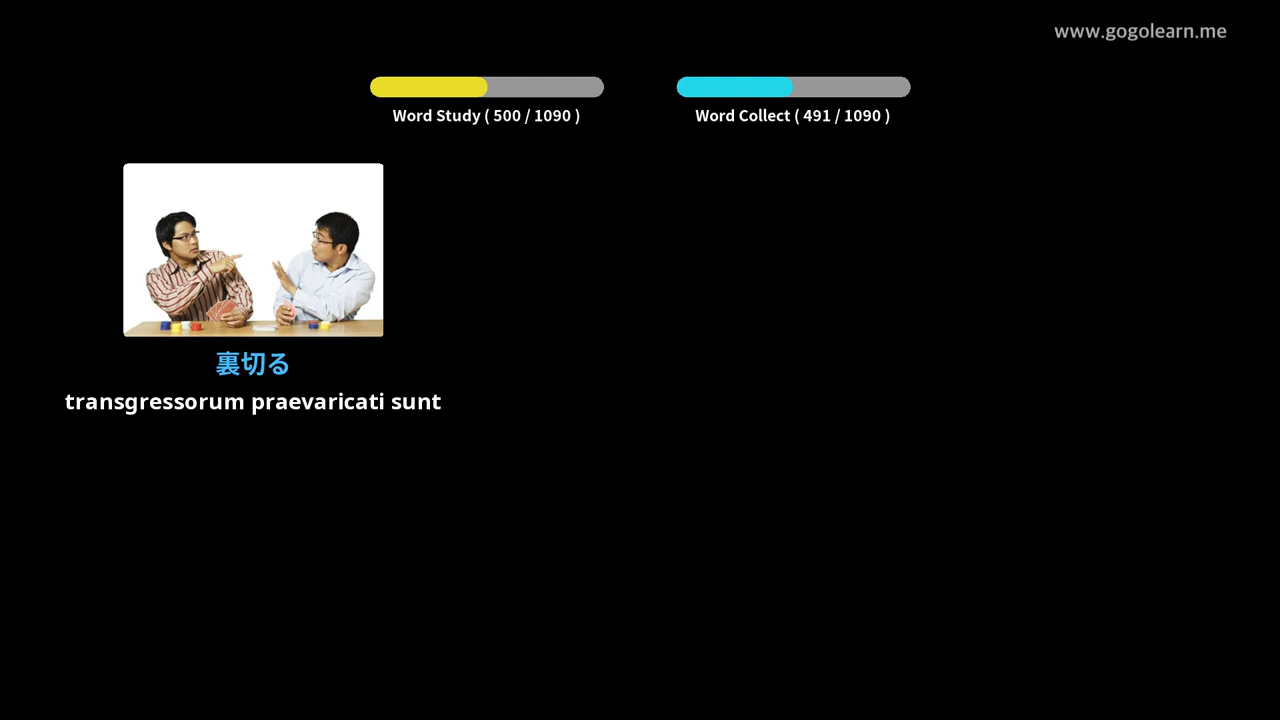 www.gogolearn.me
Word Study ( 500 / 1090 )
Word Collect ( 491 / 1090 )
裏切る
transgressorum praevaricati sunt